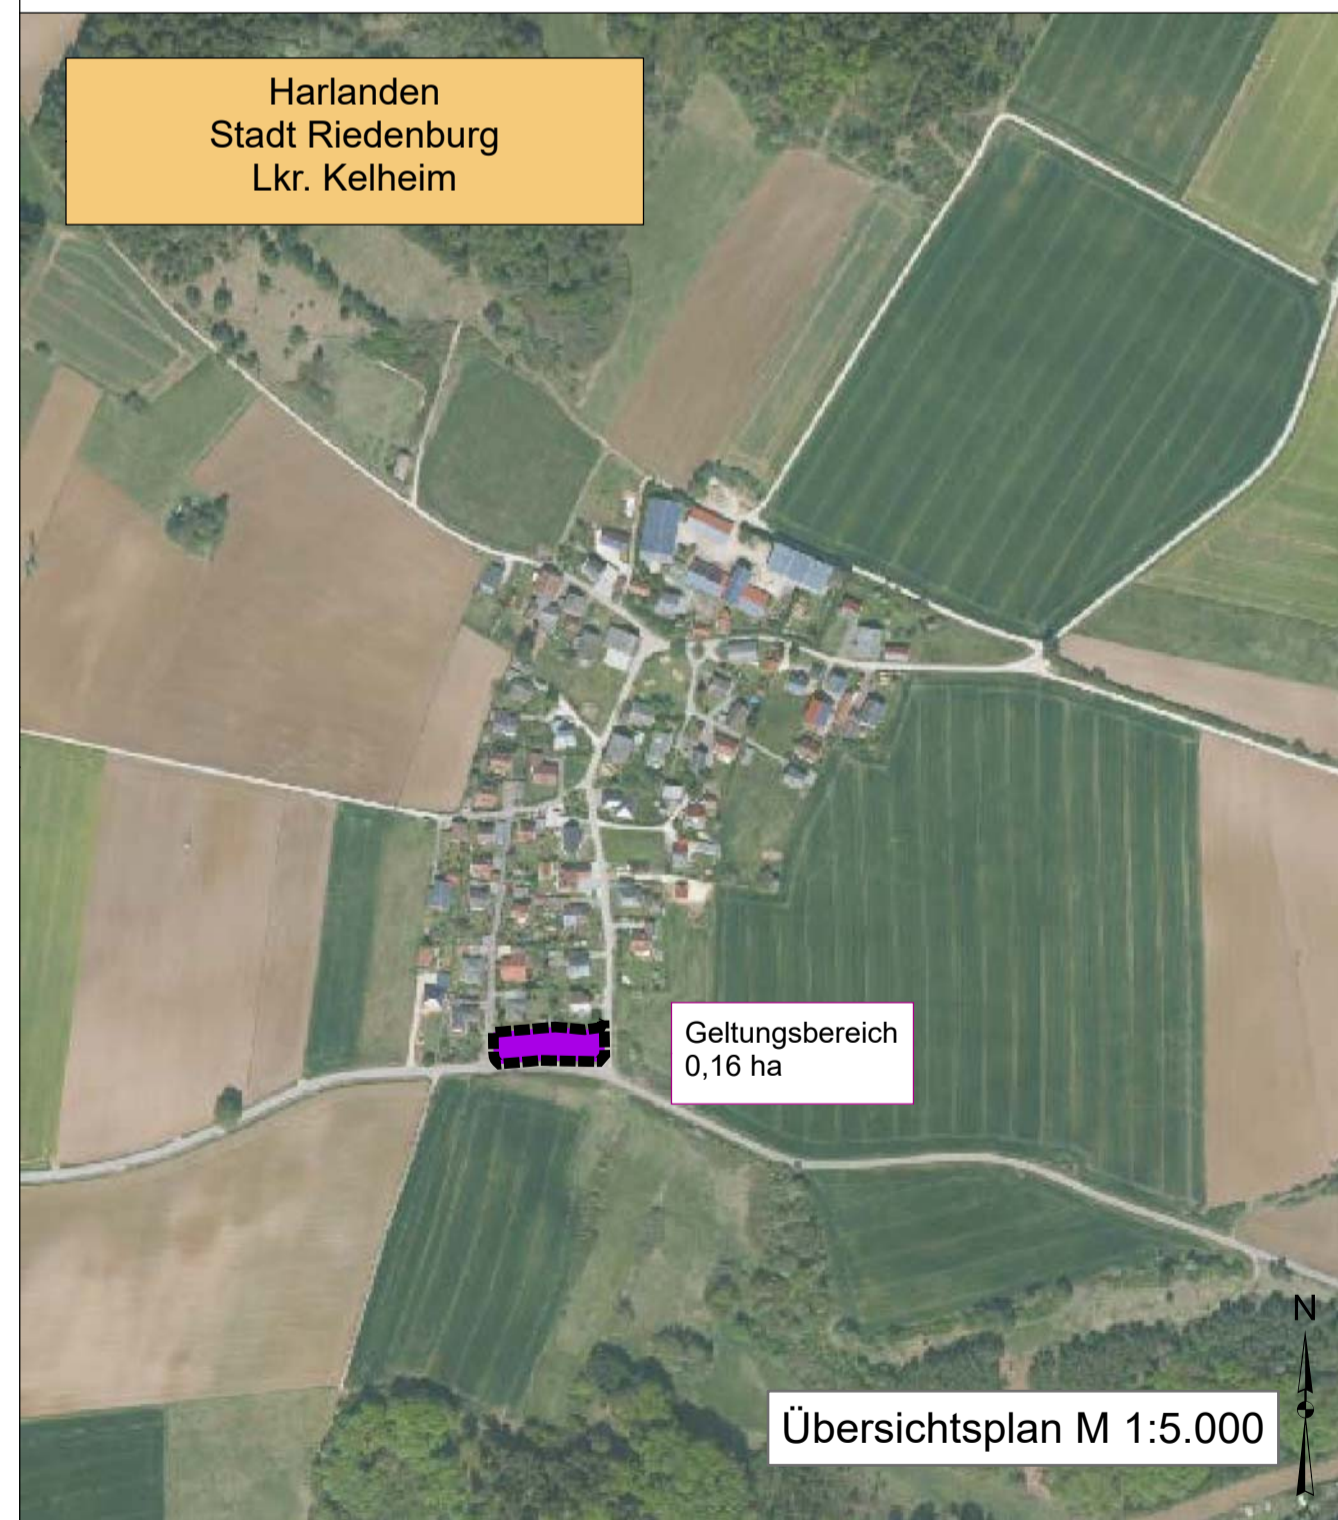 Harlanden
Stadt Riedenburg
Lkr. Kelheim
Geltungsbereich
0,16 ha
N
Übersichtsplan M 1:5.000